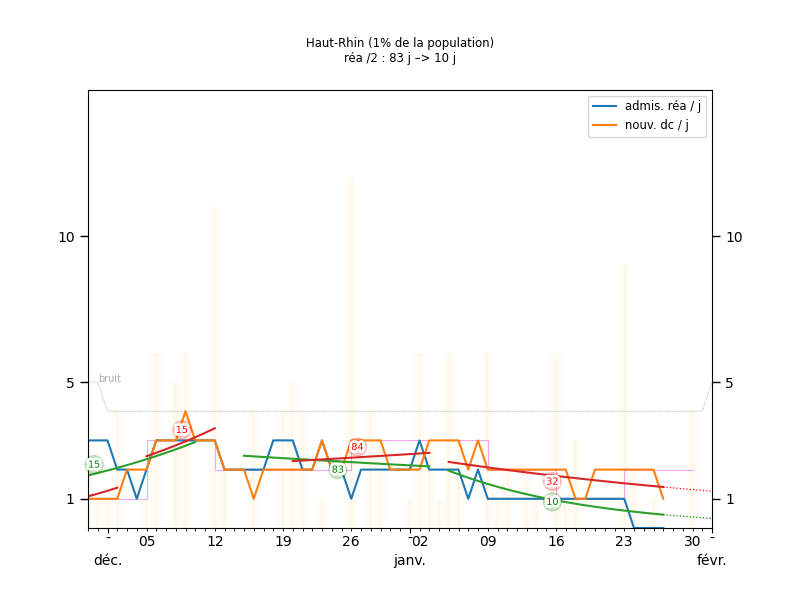 Haut-Rhin (1% de la population)
réa /2 : 83 j –> 10 j
admis. réa / j
nouv. dc / j
10
10
5
bruit
5
15
84
15
83
32
10
1
1
05
12
19
26
02
09
16
23
30
déc.
janv.
févr.